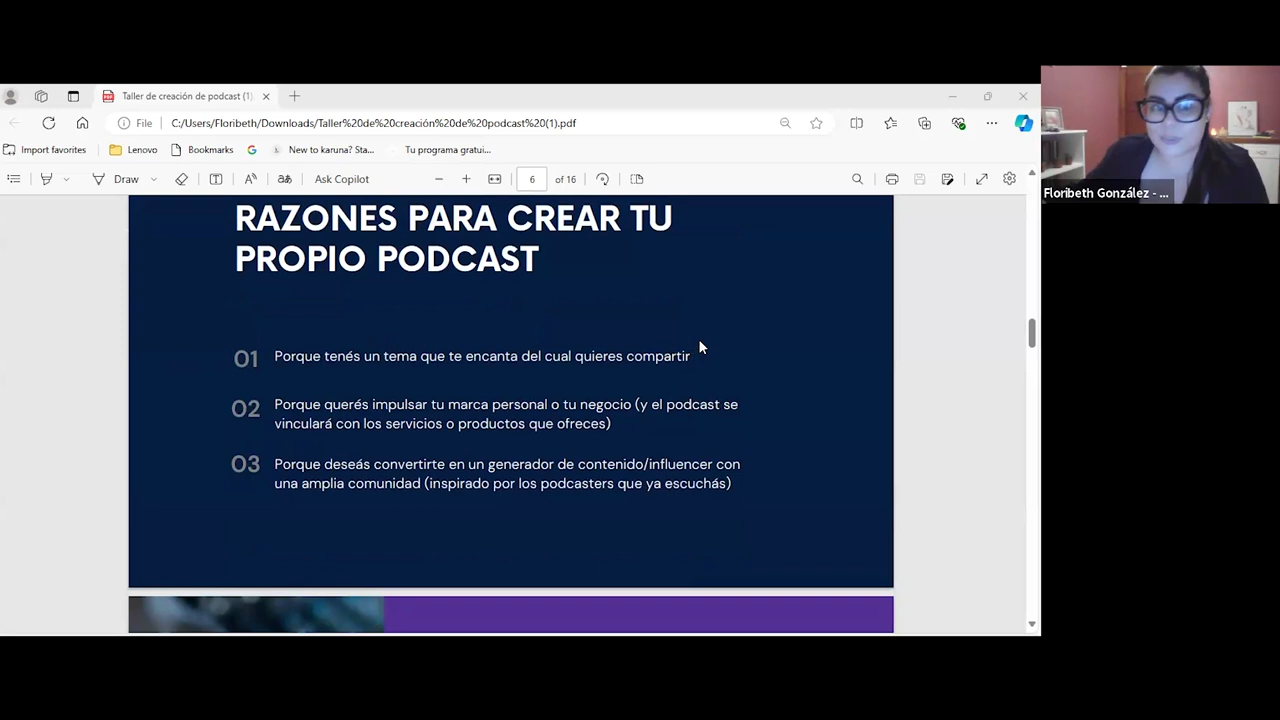 Taller de creación de podcast (1)
File
C:/Users/Floribeth/Downloads/Taller%20de%20creación%20de%20podcast%20(1).pdf
Import favorites
Lenovo
Bookmarks
New to karuna? Sta...
Tu programa gratui...
Draw
Ask Copilot
6
of 16
Floribeth González - ...
RAZONES PARA CREAR TU
PROPIO PODCAST
01
Porque tenés un tema que te encanta del cual quieres compartir
02
Porque querés impulsar tu marca personal o tu negocio (y el podcast se
vinculará con los servicios o productos que ofreces)
03
Porque deseás convertirte en un generador de contenido/influencer con
una amplia comunidad (inspirado por los podcasters que ya escuchás)